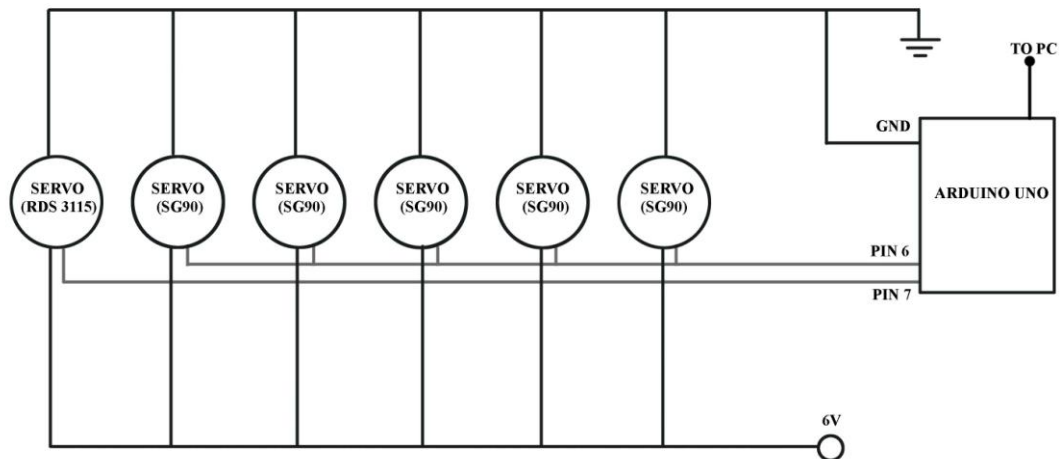 TO PC
GND
SERVO
(RDS 3115)
SERVO
(SG90)
SERVO
(SG90)
SERVO
(SG90)
SERVO
(SG90)
SERVO
(SG90)
ARDUINO UNO
PIN 6
PIN 7
6V